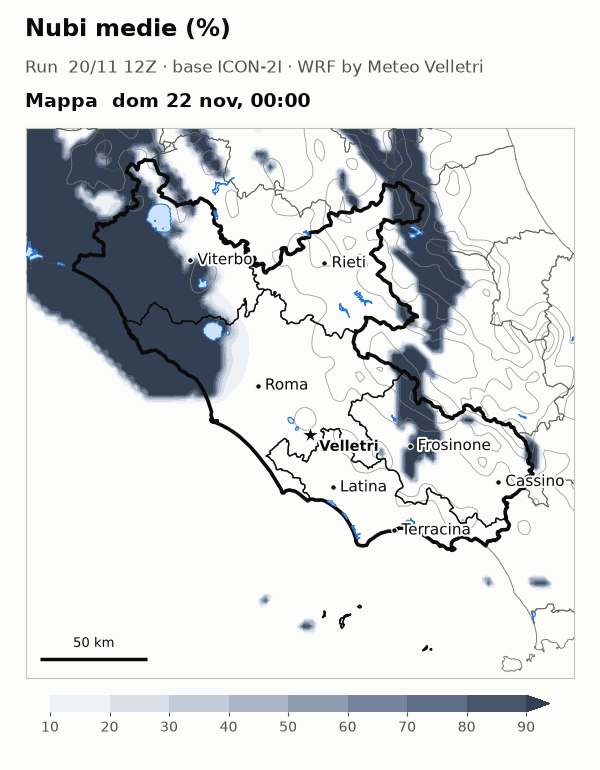 Nubi medie (%)
Run  20/11 12Z · base ICON-2I · WRF by Meteo Velletri
Mappa  dom 22 nov, 00:00
Viterbo
Rieti
Roma
Velletri
Frosinone
Latina
Cassino
Terracina
50 km
10 20 30 40 50 60 70 80 90